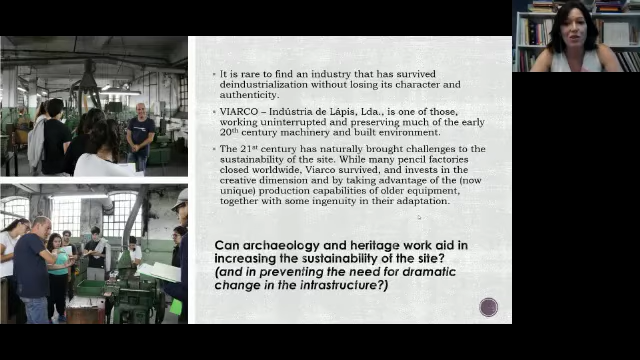 ▪ It is rare to find an industry that has survived
deindustrialization without losing its character and
authenticity.
▪ VIARCO – Indústria de Lápis, Lda., is one of those,
working uninterrupted and preserving much of the early
20th century machinery and built environment.
▪ The 21st century has naturally brought challenges to the
sustainability of the site. While many pencil factories
closed worldwide, Viarco survived, and invests in the
creative dimension and by taking advantage of the (now
unique) production capabilities of older equipment,
together with some ingenuity in their adaptation.
Can archaeology and heritage work aid in
increasing the sustainability of the site?
(and in preventing the need for dramatic
change in the infrastructure?)